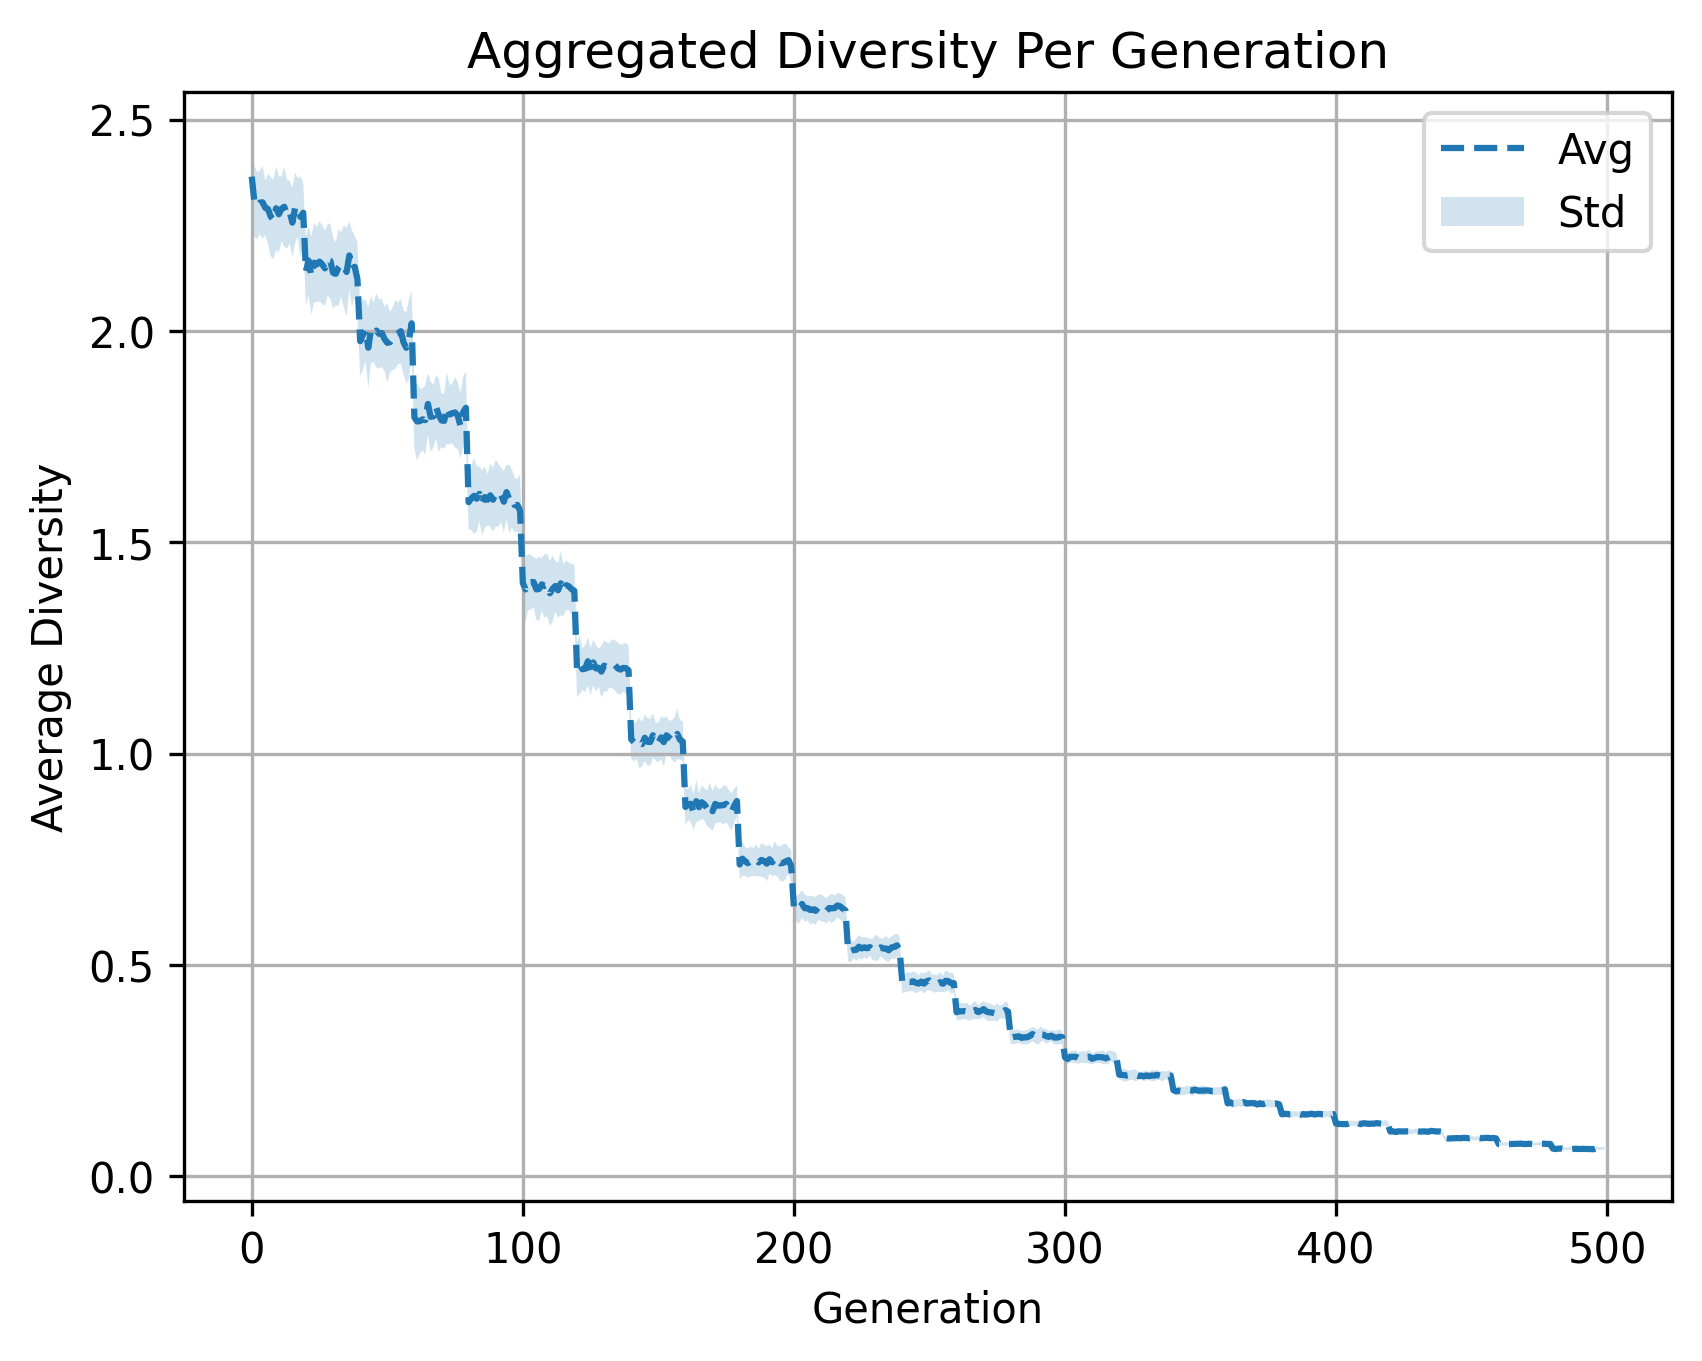 Aggregated Diversity Per Generation
2.5
2.0
1.5
1.0
0.5
0.0
Average Diversity
Avg
Std
0 100 200 300 400 500
Generation